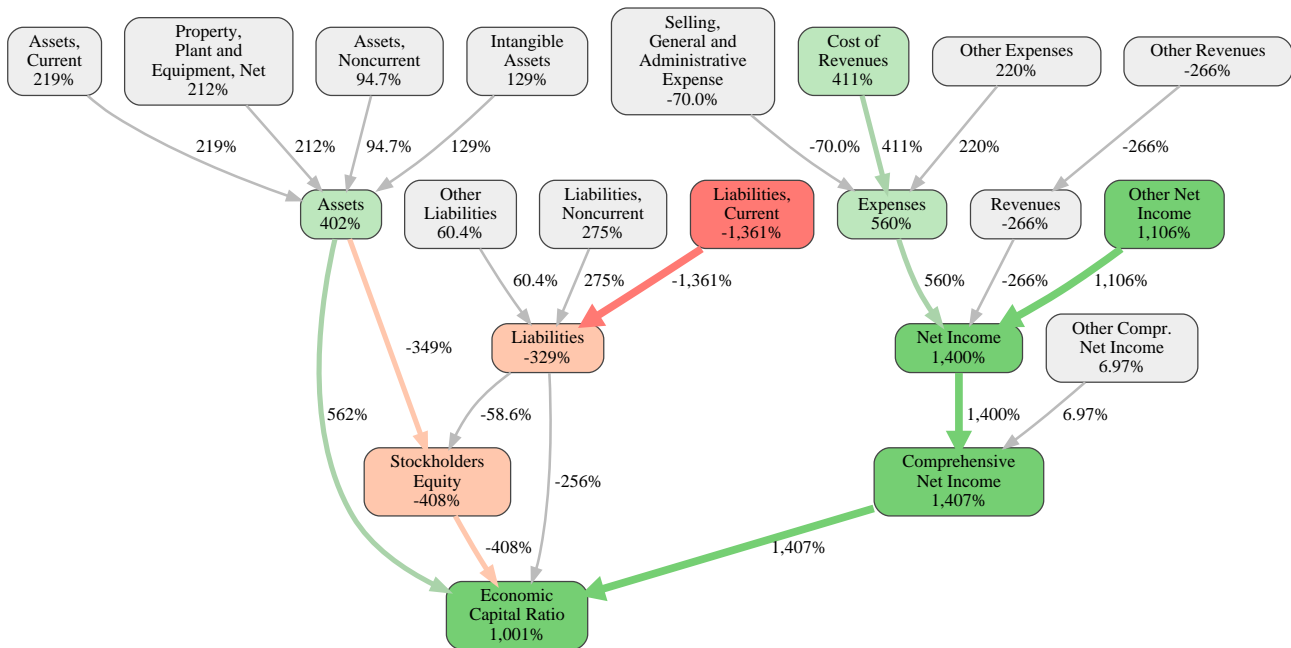 Assets,
Current
219%
Property,
Plant and
Equipment, Net
212%
Assets,
Noncurrent
94.7%
Intangible
Assets
129%
Selling,
General and
Administrative
Expense
-70.0%
Cost of
Revenues
411%
Other Expenses
220%
Other Revenues
-266%
219%
212%
94.7%
129%
-70.0%
411%
220%
-266%
Assets
402%
Other
Liabilities
60.4%
Liabilities,
Noncurrent
275%
Liabilities,
Current
-1,361%
Expenses
560%
Revenues
-266%
Other Net
Income
1,106%
60.4%
275%
-1,361%
560%
-266%
1,106%
Liabilities
-329%
Net Income
1,400%
Other Compr.
Net Income
6.97%
-349%
562%
-58.6%
1,400%
6.97%
Stockholders
Equity
-408%
-256%
Comprehensive
Net Income
1,407%
-408%
1,407%
Economic
Capital Ratio
1,001%